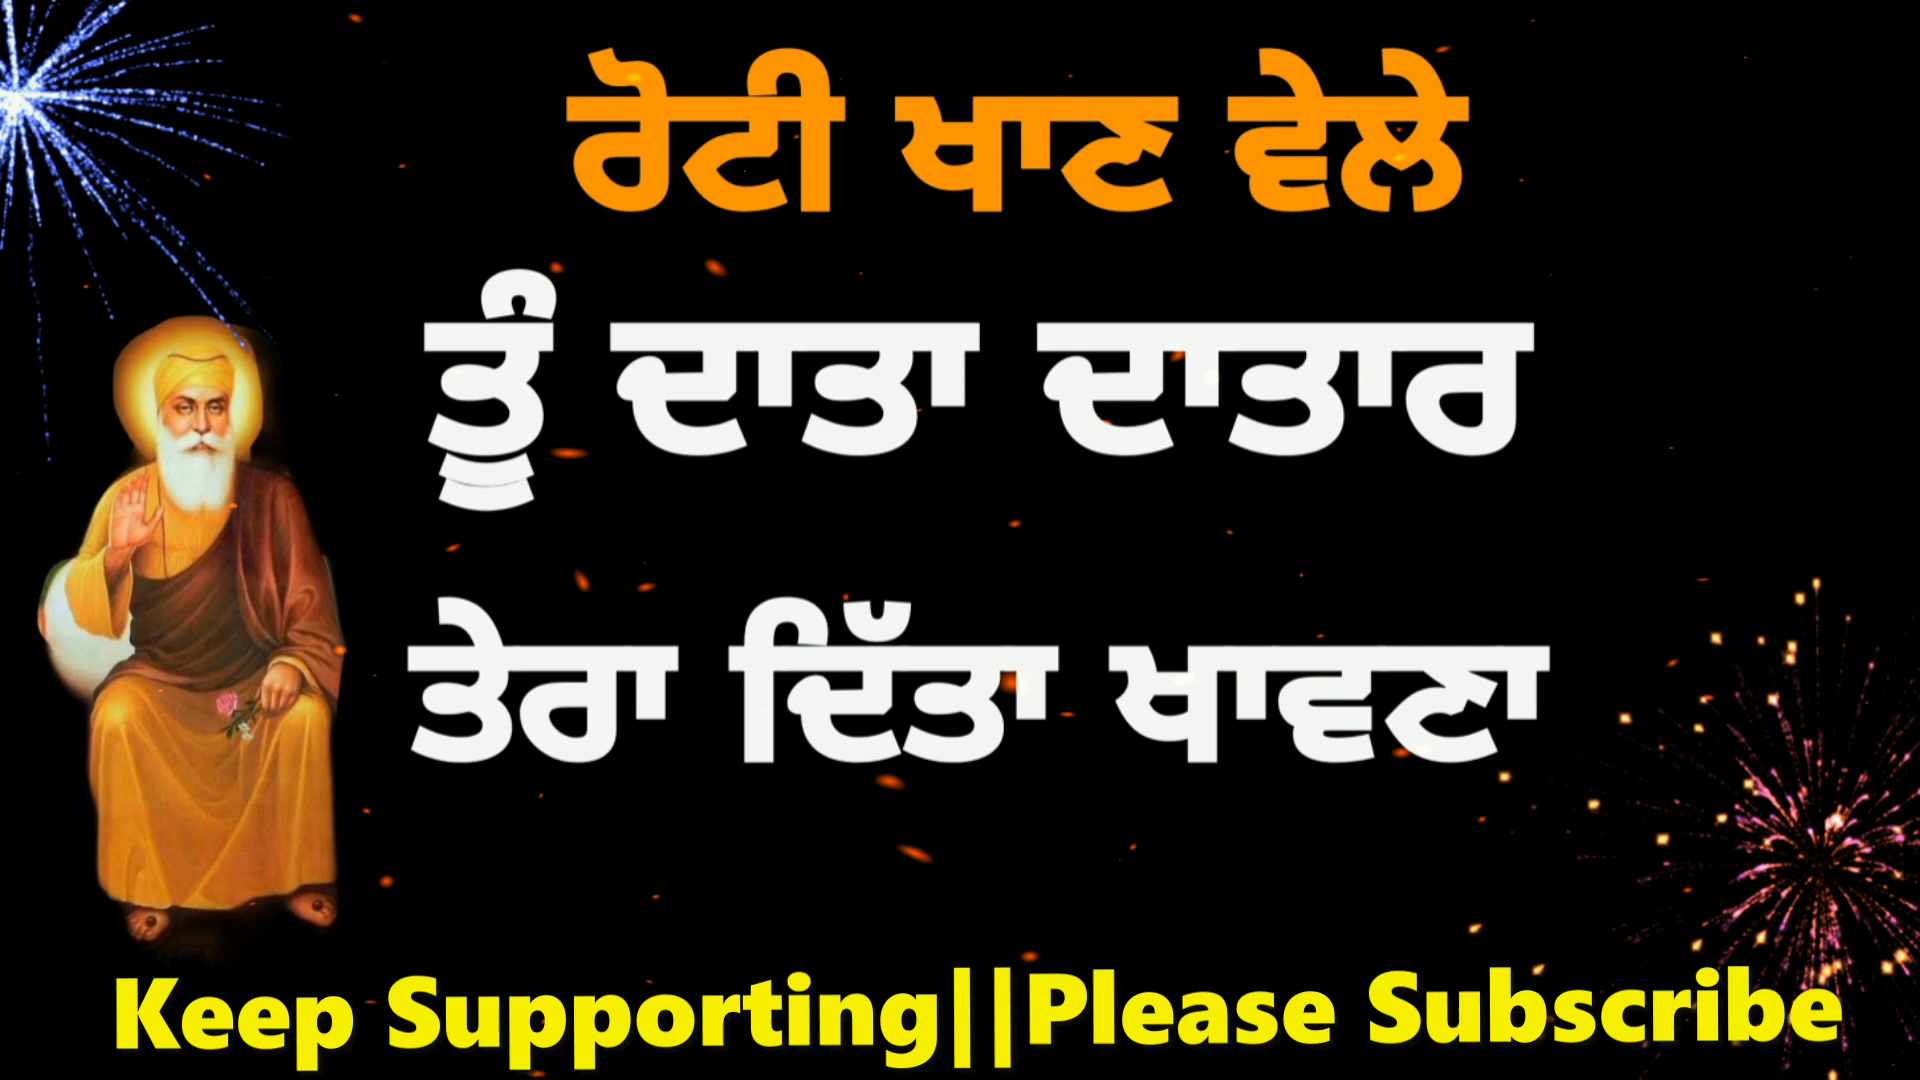 ਰੋਟੀ ਖਾਣ ਵੇਲੇ
ਤੂੰ ਦਾਤਾ ਦਾਤਾਰ
ਤੇਰਾ ਦਿੱਤਾ ਖਾਵਣਾ
Keep Supporting||Please Subscribe